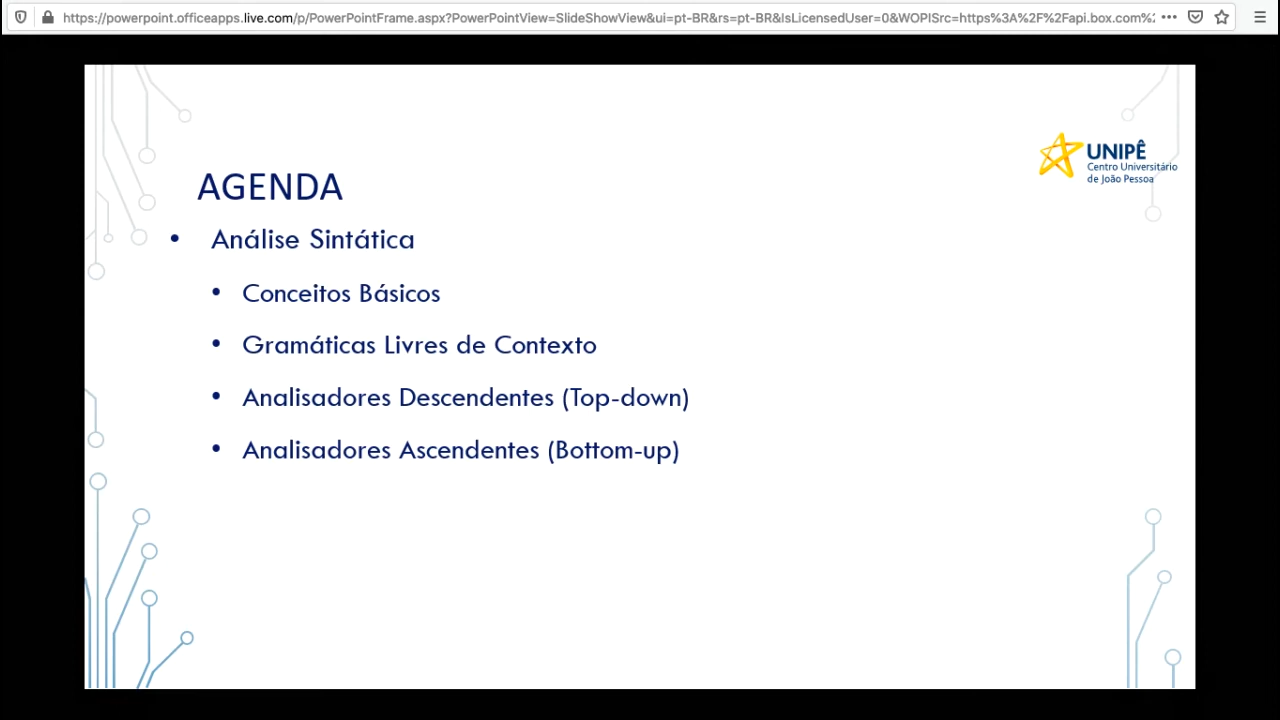 https://powerpoint.officeapps.live.com/p/PowerPointFrame.aspx?PowerPointView=SlideShowView&ui=pt-BR&rs=pt-BR&IsLicensedUser=0&WOPISrc=https%3A%2F%2Fapi.box.com%2
UNIPÊ
Centro Universitário
de João Pessoa
AGENDA
• Análise Sintática
• Conceitos Básicos
• Gramáticas Livres de Contexto
• Analisadores Descendentes (Top-down)
• Analisadores Ascendentes (Bottom-up)